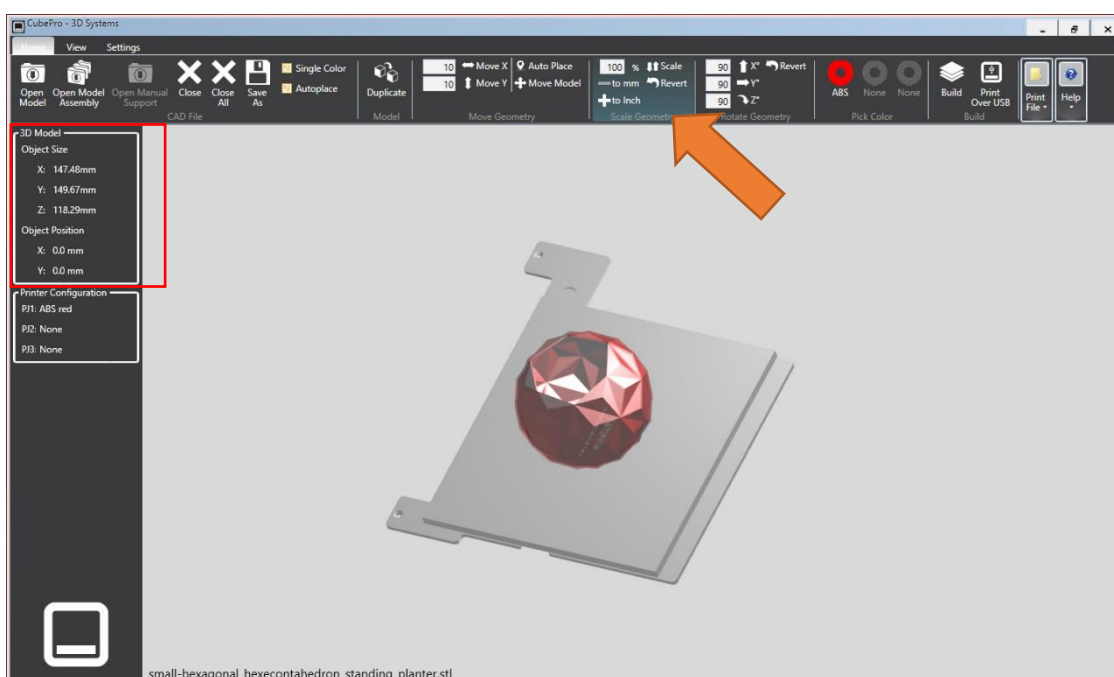 CubePro - 3D Systems
Home View Settings
Open Model
Open Model Assembly
Open Manual Support
Close
Close All
Save As
Single Color
Autoplace
CAD File
Duplicate
Model
10 Move X
10 Move Y
Auto Place
Move Model
Move Geometry
100 % Scale
to mm Revert
to Inch
Scale Geometry
90 X° Revert
90 Y°
90 Z°
Rotate Geometry
ABS None None
Pick Color
Build
Print Over USB
Build
Print File
Help
3D Model
Object Size
X: 147.48mm
Y: 149.67mm
Z: 118.29mm
Object Position
X: 0.0 mm
Y: 0.0 mm
Printer Configuration
PJ1: ABS red
PJ2: None
PJ3: None
small-hexagonal_hexecontahedron_standing_planter.stl